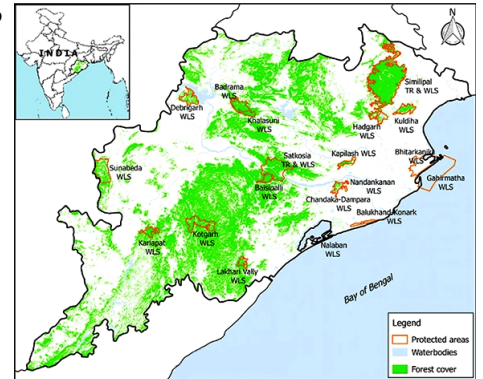 INDIA
N
Similipal
TR & WLS
Badrama
WLS
Debrigarh
WLS
Khalasuni
WLS
Hadgarh
WLS
Kuldiha
WLS
Bhitarkanika
WLS
Gahirmatha
WLS
Kapilash WLS
Satkosia
TR & WLS
Sunabeda
WLS
Baisipalli
WLS
Nandankanan
WLS
Chandaka-Dampara
WLS
Balukhand Konark
WLS
Kotgarh
WLS
Karlapat
WLS
Nalaban
WLS
Lakhari Vally
WLS
Bay of Bengal
Legend
Protected areas
Waterbodies
Forest cover